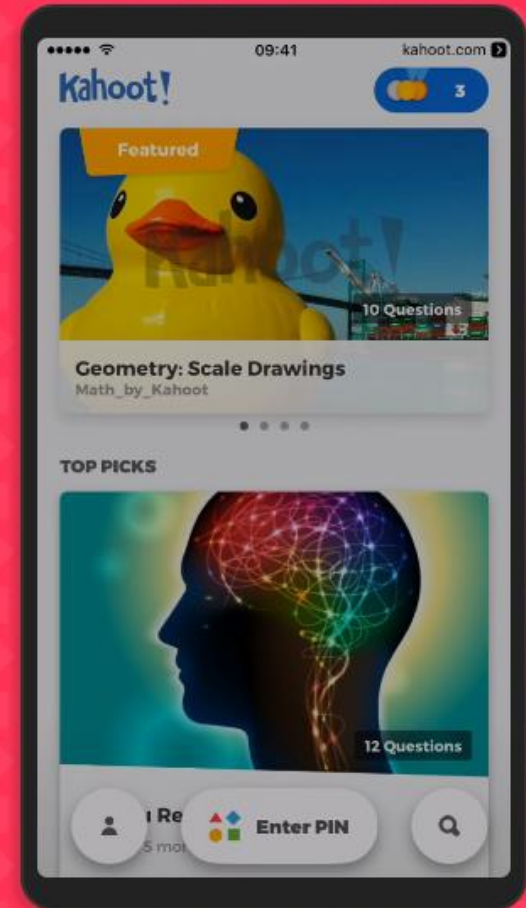 09:41
kahoot.com
Kahoot!
3
Featured
Kahoot!
10 Questions
Geometry: Scale Drawings
Math_by_Kahoot
TOP PICKS
12 Questions
Enter PIN